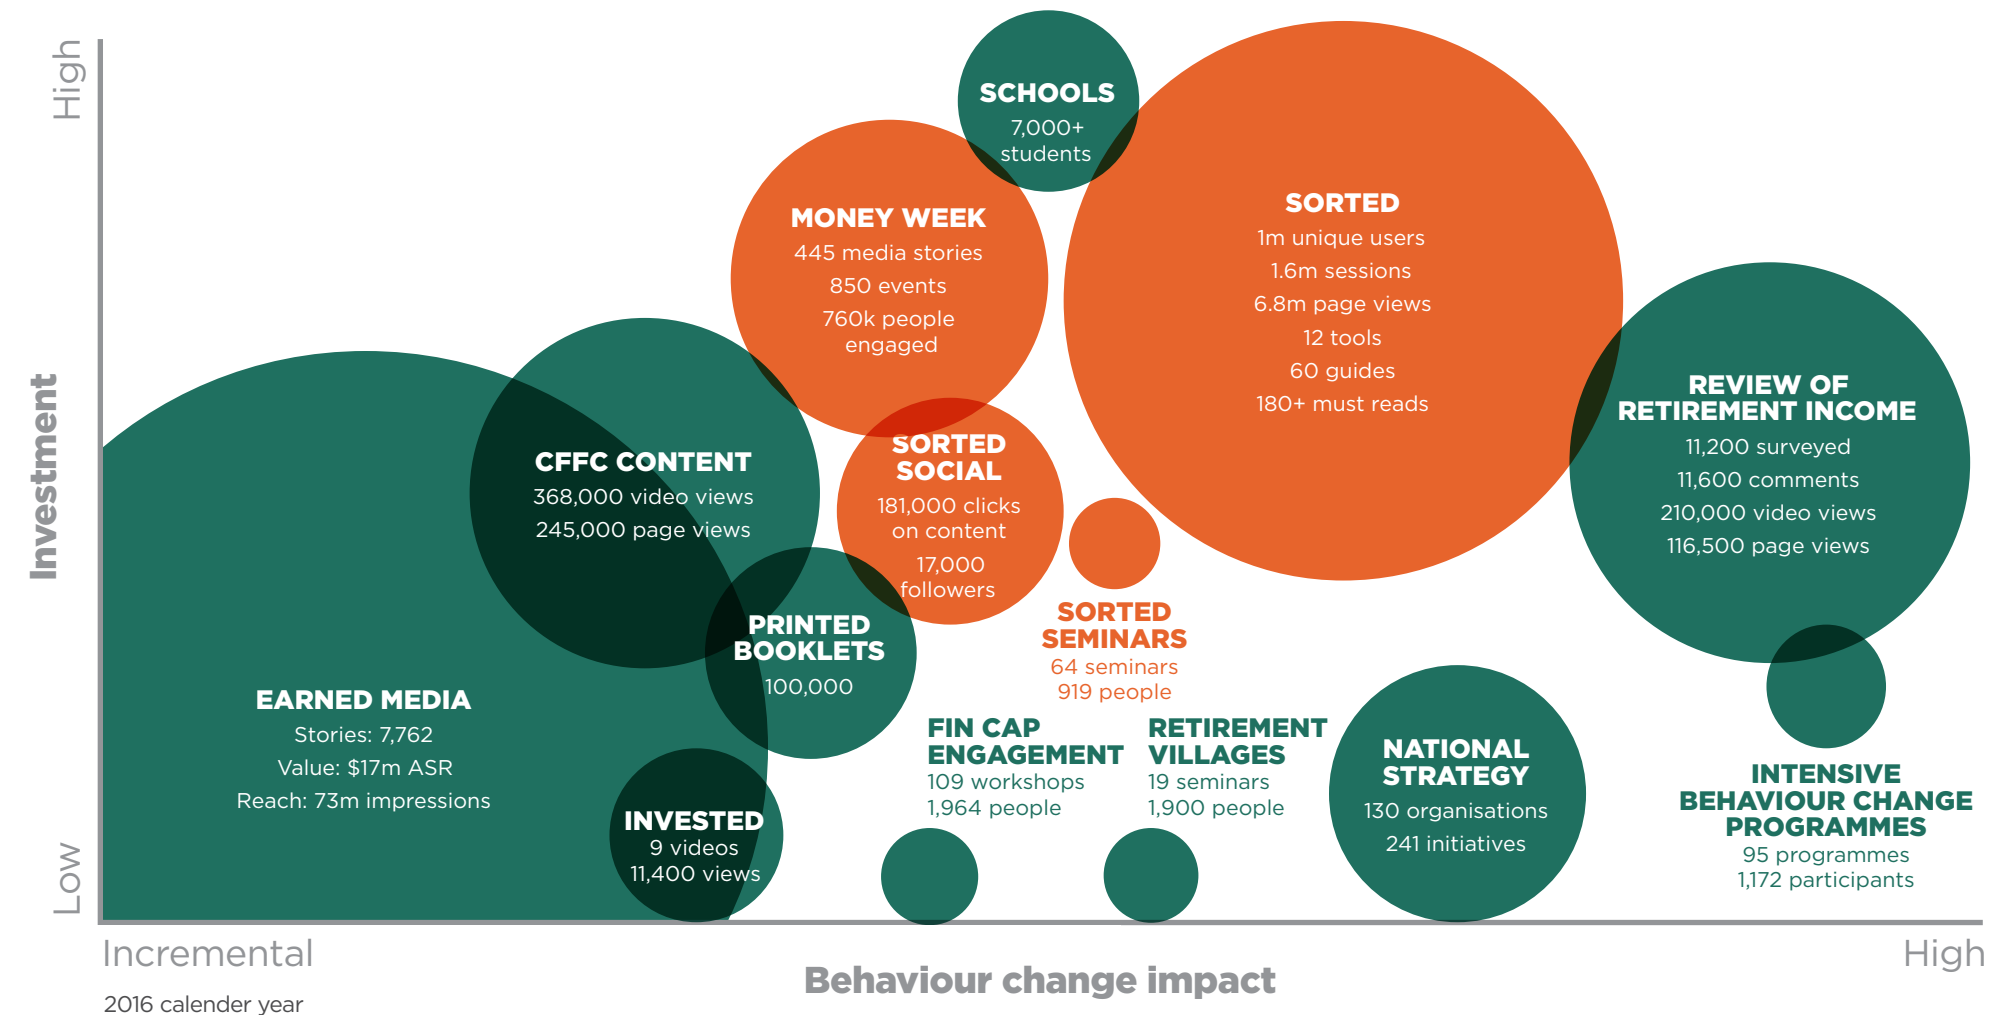 High
Investment
Low
SCHOOLS
7,000+
students
MONEY WEEK
445 media stories
850 events
760k people
engaged
SORTED
1m unique users
1.6m sessions
6.8m page views
12 tools
60 guides
180+ must reads
REVIEW OF
RETIREMENT INCOME
11,200 surveyed
11,600 comments
210,000 video views
116,500 page views
CFFC CONTENT
368,000 video views
245,000 page views
SORTED
SOCIAL
181,000 clicks
on content
17,000
followers
PRINTED
BOOKLETS
100,000
SORTED
SEMINARS
64 seminars
919 people
EARNED MEDIA
Stories: 7,762
Value: $17m ASR
Reach: 73m impressions
INVESTED
9 videos
11,400 views
FIN CAP
ENGAGEMENT
109 workshops
1,964 people
RETIREMENT
VILLAGES
19 seminars
1,900 people
NATIONAL
STRATEGY
130 organisations
241 initiatives
INTENSIVE
BEHAVIOUR CHANGE
PROGRAMMES
95 programmes
1,172 participants
Incremental
Behaviour change impact
High
2016 calender year